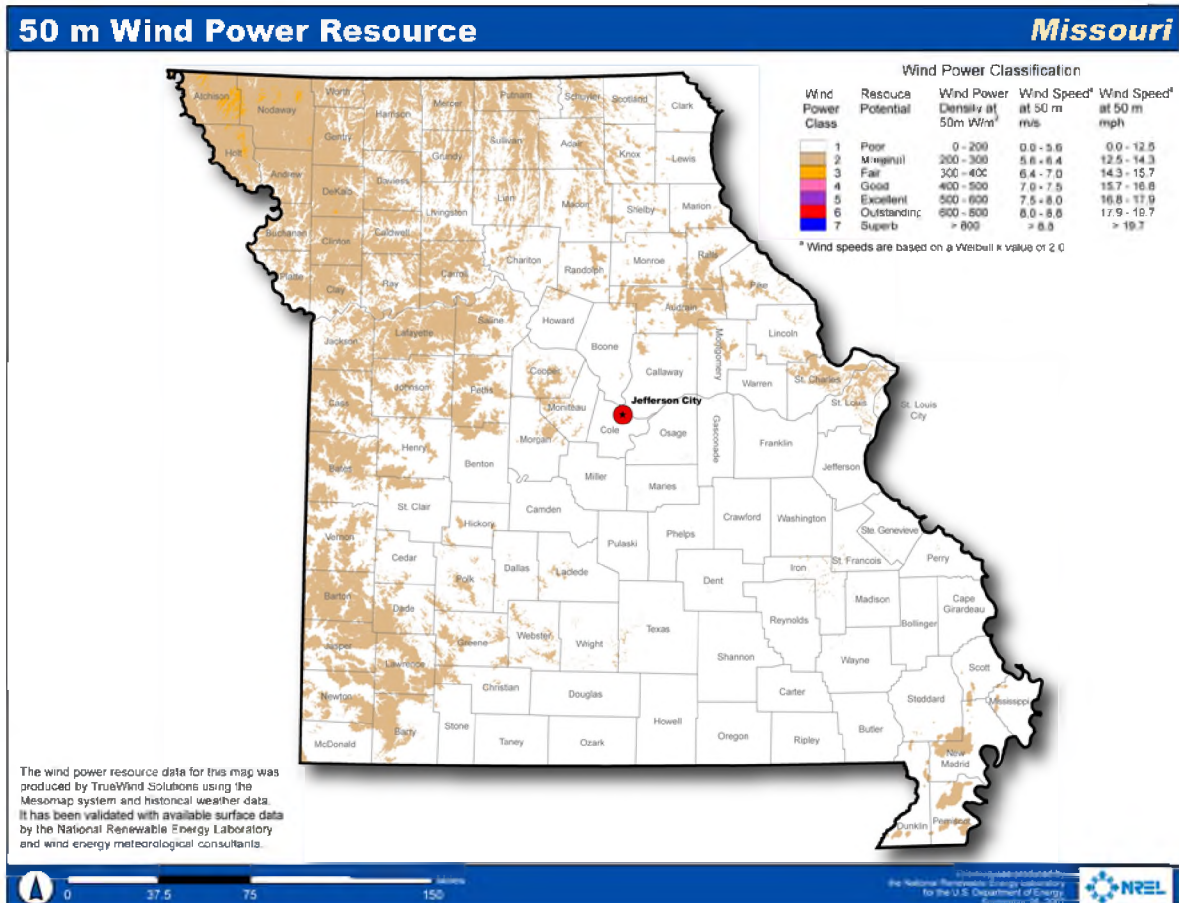 50 m Wind Power Resource
Missouri
Wind Power Classification
Wind Power Class
Resouca Potential
Wind Power Density at 50m W/m²
Wind Speedª at 50 m m/s
Wind Speedª at 50 m mph
1 Poor 0 - 200 0.0 - 5.6 0.0 - 12.5
2 Marginal 200 - 300 5.6 - 6.4 12.5 - 14.3
3 Fair 300 - 400 6.4 - 7.0 14.3 - 15.7
4 Good 400 - 500 7.0 - 7.5 15.7 - 16.8
5 Excellent 500 - 600 7.5 - 8.0 16.8 - 17.9
6 Outstanding 600 - 800 8.0 - 8.8 17.9 - 19.7
7 Superb > 800 > 8.8 > 19.7
ª Wind speeds are based on a Weibull k value of 2.0
Atchison
Nodaway
Worth
Harrison
Mercer
Putnam
Schuyler
Scotland
Clark
Gentry
Sullivan
Adair
Knox
Lewis
Holt
Andrew
DeKalb
Daviess
Grundy
Linn
Macon
Shelby
Marion
Livingston
Buchanan
Clinton
Caldwell
Chariton
Randolph
Monroe
Ralls
Pike
Platte
Clay
Ray
Carroll
Audrain
Saline
Howard
Boone
Lincoln
Jackson
Lafayette
Cooper
Callaway
Montgomery
Warren
St. Charles
Johnson
Pettis
Moniteau
Jefferson City
St. Louis
St. Louis City
Cass
Cole
Osage
Gasconade
Franklin
Morgan
Henry
Benton
Miller
Maries
Jefferson
Bates
St. Clair
Camden
Crawford
Washington
Hickory
Pulaski
Phelps
Ste. Genevieve
Vernon
Cedar
Dallas
Laclede
Dent
Iron
St. Francois
Perry
Polk
Barton
Dade
Madison
Cape Girardeau
Bollinger
Texas
Reynolds
Jasper
Greene
Webster
Wright
Shannon
Wayne
Lawrence
Scott
Newton
Christian
Douglas
Carter
Stoddard
Mississippi
McDonald
Barry
Stone
Taney
Ozark
Howell
Oregon
Ripley
Butler
New Madrid
Dunklin
Pemiscot
The wind power resource data for this map was
produced by TrueWind Solutions using the
Mesomap system and historical weather data.
It has been validated with available surface data
by the National Renewable Energy Laboratory
and wind energy meteorological consultants.
0 37.5 75 150
the National Renewable Energy Laboratory
for the U.S. Department of Energy
NREL